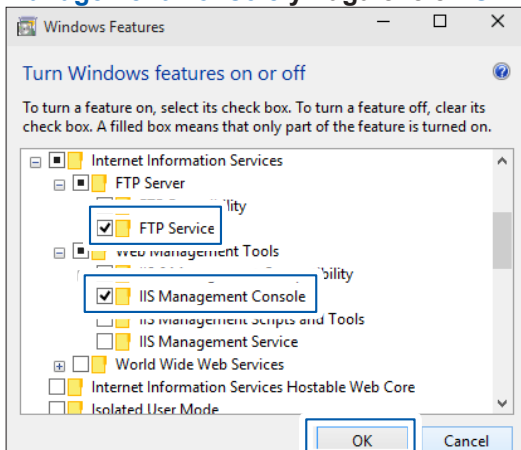 Windows Features
Turn Windows features on or off
To turn a feature on, select its check box. To turn a feature off, clear its
check box. A filled box means that only part of the feature is turned on.
Internet Information Services
FTP Server
FTP Service
Web Management Tools
IIS Management Console
IIS Management Scripts and Tools
IIS Management Service
World Wide Web Services
Internet Information Services Hostable Web Core
Isolated User Mode
OK
Cancel